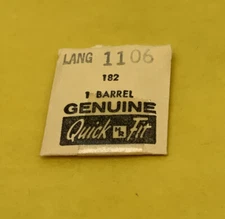 LANG 1106
182
1 BARREL
GENUINE
Quick Fit